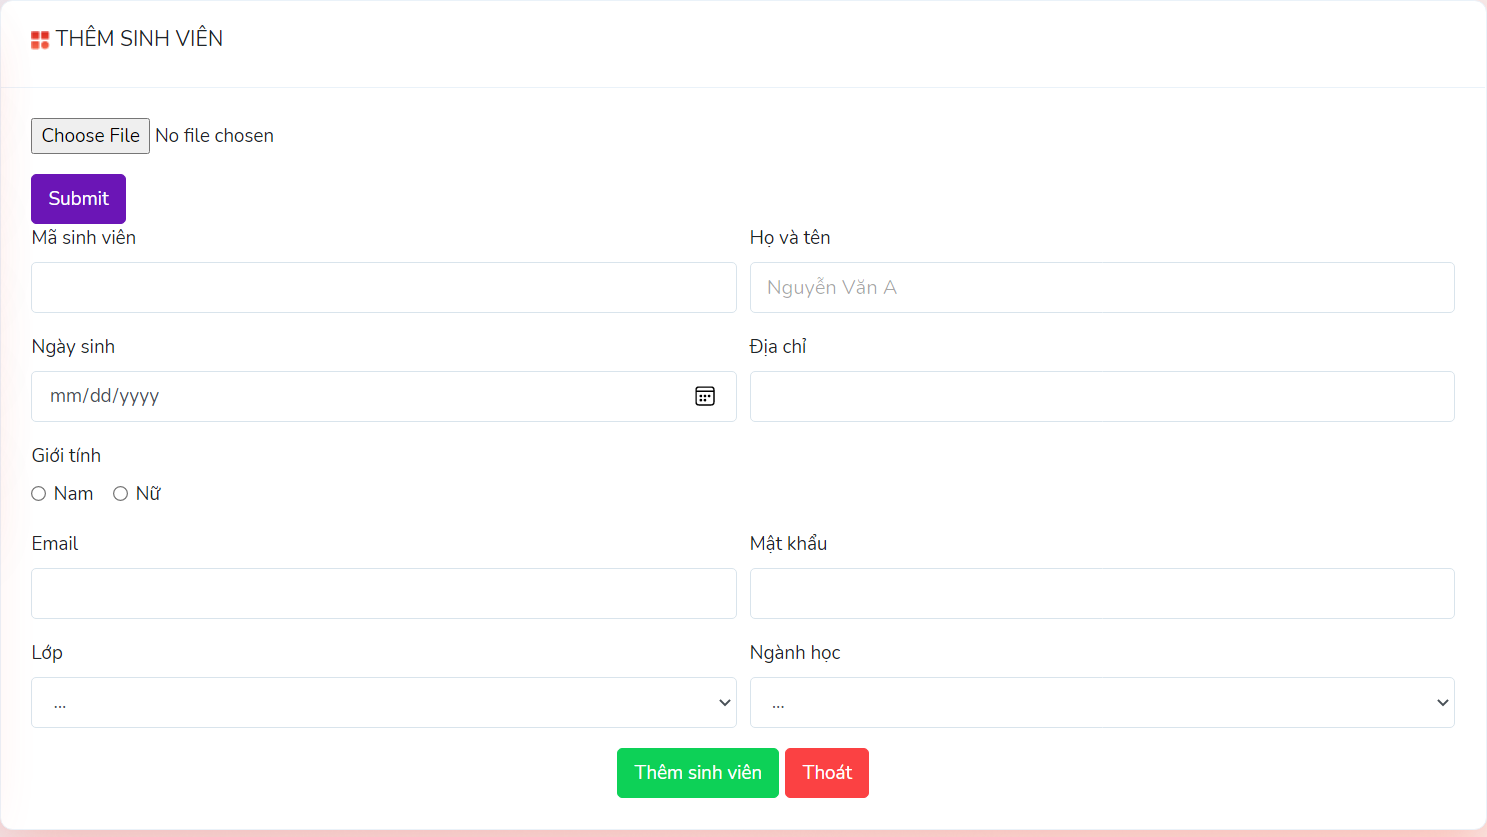 THÊM SINH VIÊN
Choose File No file chosen
Submit
Mã sinh viên
Họ và tên
Nguyễn Văn A
Ngày sinh
Địa chỉ
mm/dd/yyyy
Giới tính
Nam Nữ
Email
Mật khẩu
Lớp
Ngành học
...
...
Thêm sinh viên Thoát